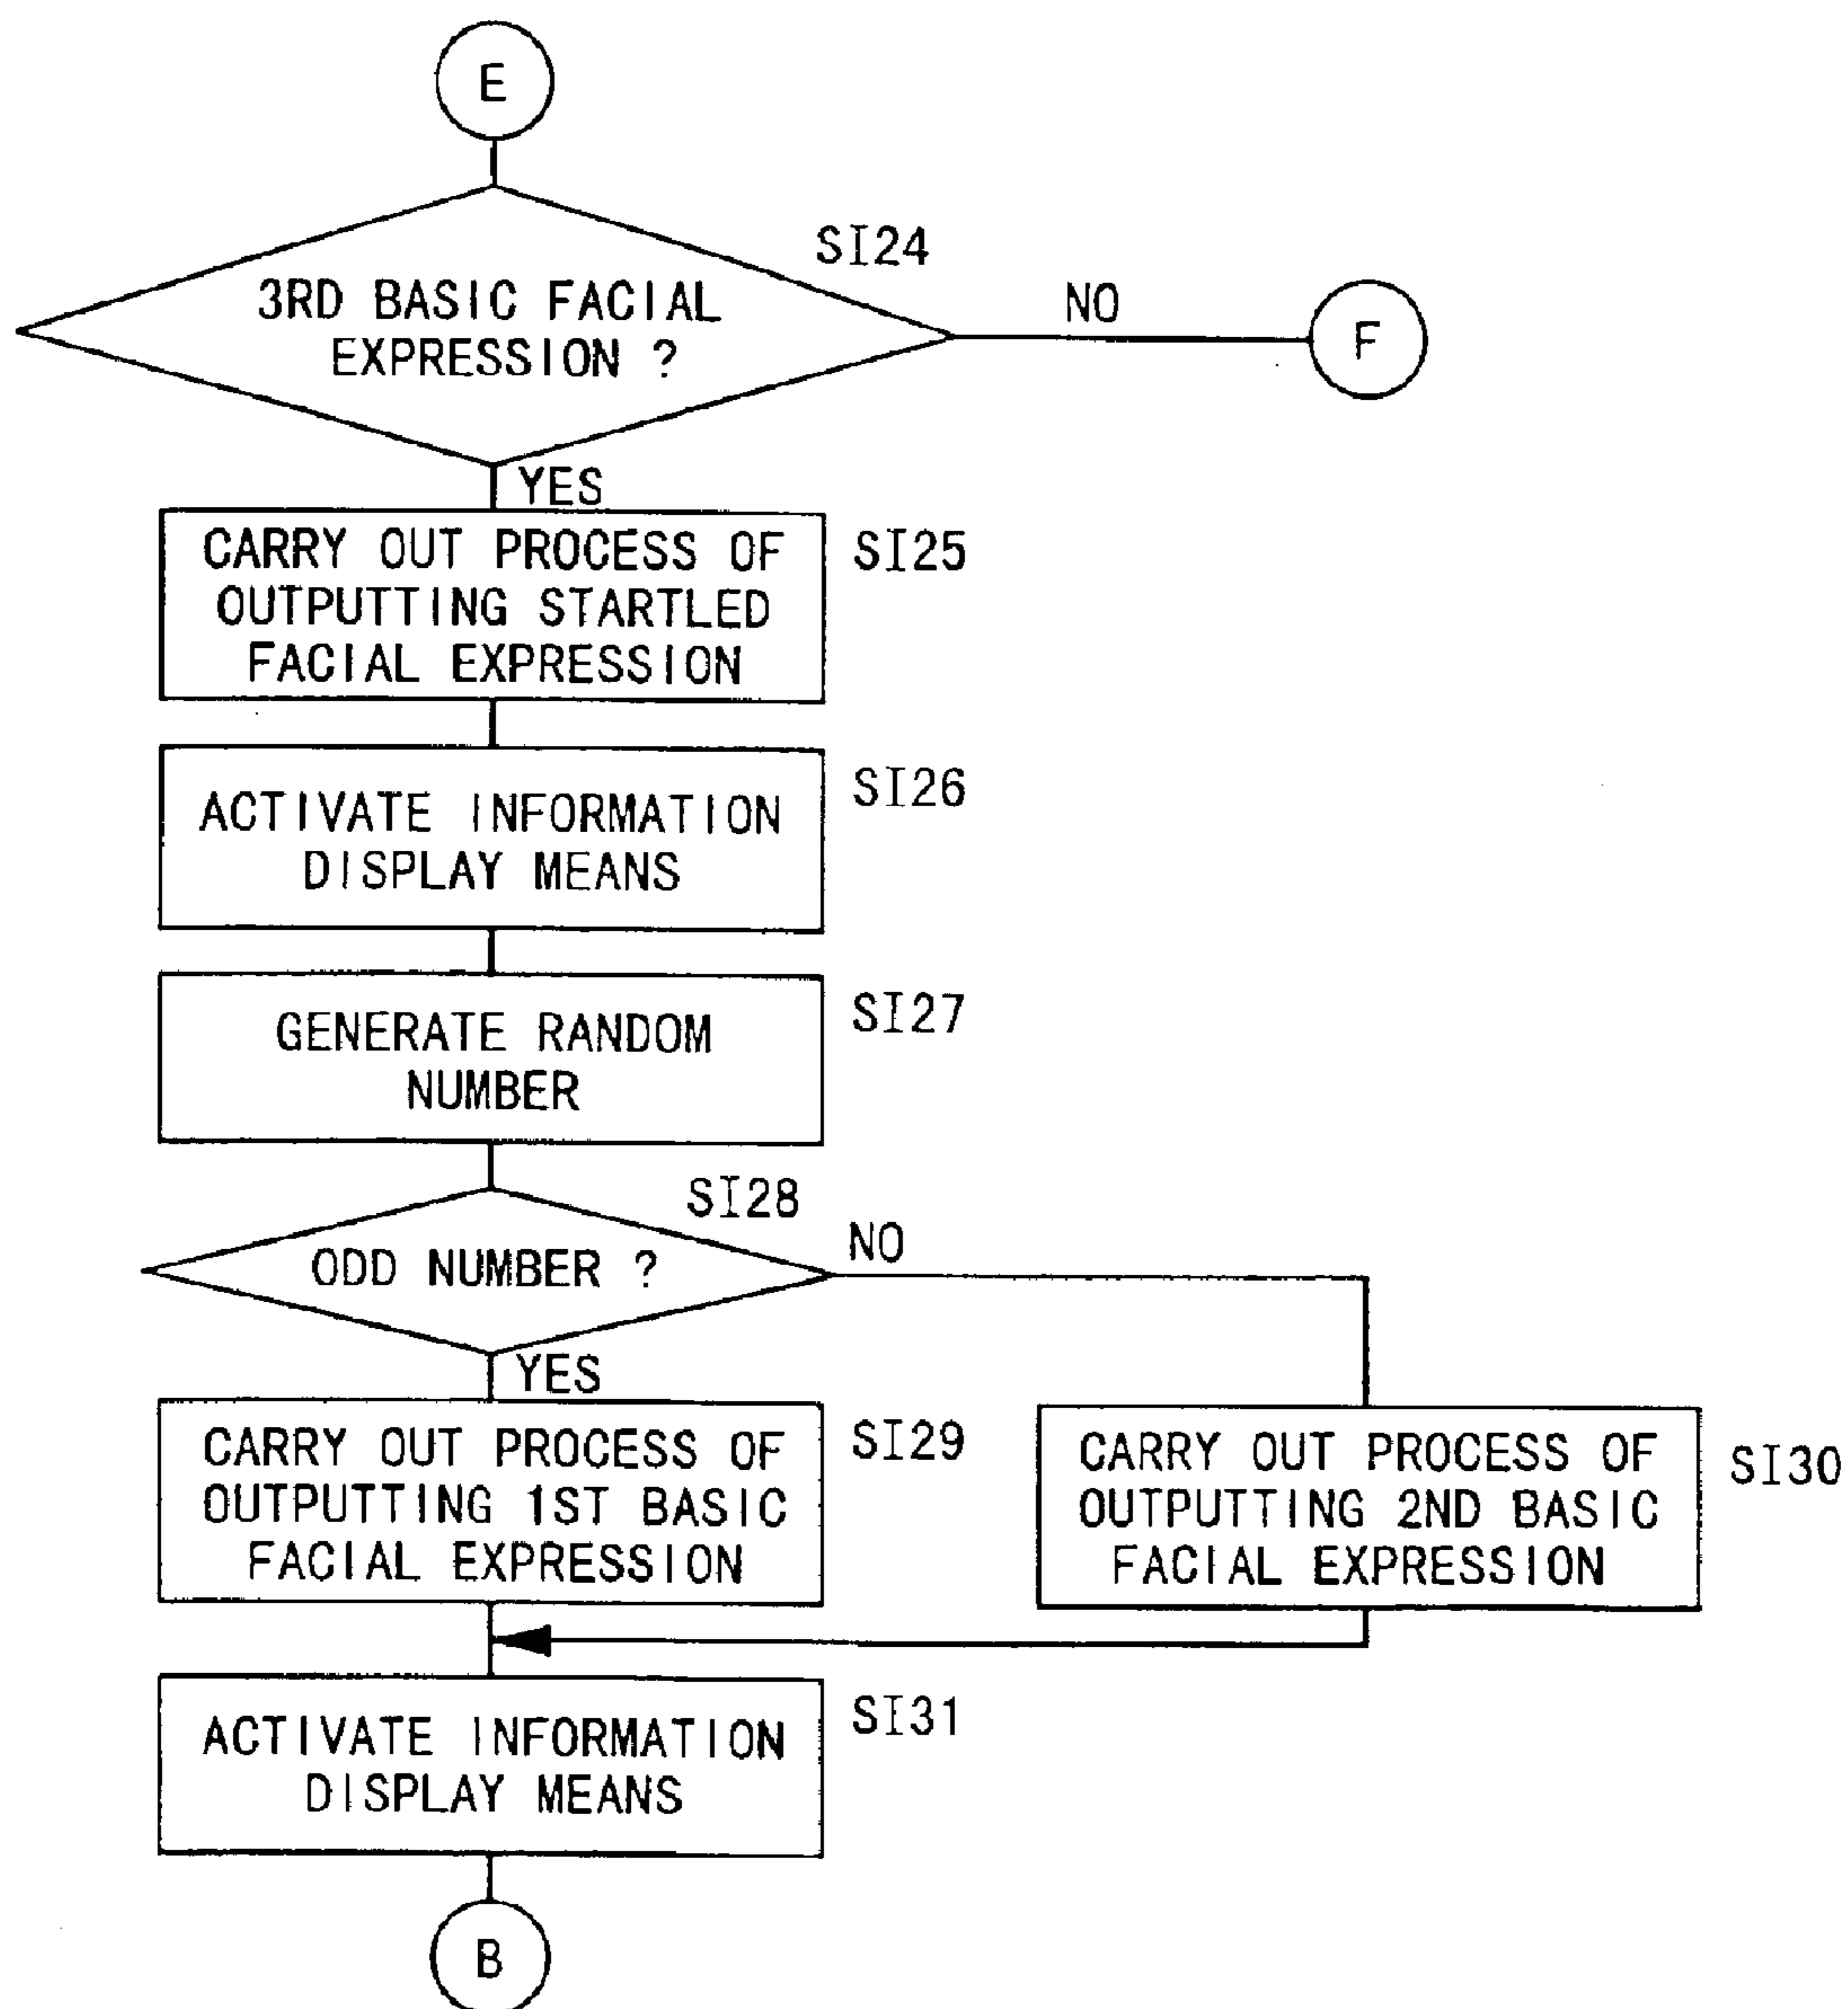 E
SI24
3RD BASIC FACIAL
EXPRESSION ?
NO
F
YES
CARRY OUT PROCESS OF
OUTPUTTING STARTLED
FACIAL EXPRESSION
SI25
ACTIVATE INFORMATION
DISPLAY MEANS
SI26
GENERATE RANDOM
NUMBER
SI27
SI28
ODD NUMBER ?
NO
YES
CARRY OUT PROCESS OF
OUTPUTTING 1ST BASIC
FACIAL EXPRESSION
SI29
CARRY OUT PROCESS OF
OUTPUTTING 2ND BASIC
FACIAL EXPRESSION
SI30
ACTIVATE INFORMATION
DISPLAY MEANS
SI31
B